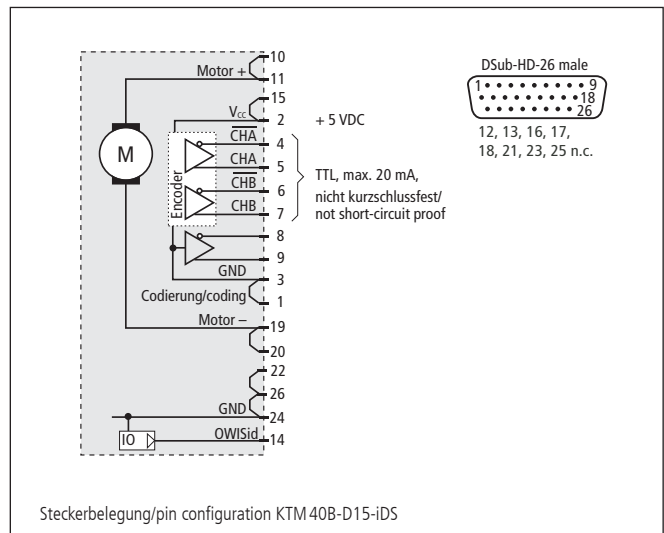 10
Motor + 11
15
Vcc 2 + 5 VDC
CHA 4
CHA 5
CHB 6
CHB 7
TTL, max. 20 mA,
nicht kurzschlussfest/
not short-circuit proof
M
Encoder
8
9
GND 3
Codierung/coding 1
Motor – 19
20
22
26
GND 24
IO OWISid 14
DSub-HD-26 male
1 9
18
26
12, 13, 16, 17,
18, 21, 23, 25 n.c.
Steckerbelegung/pin configuration KTM 40B-D15-iDS